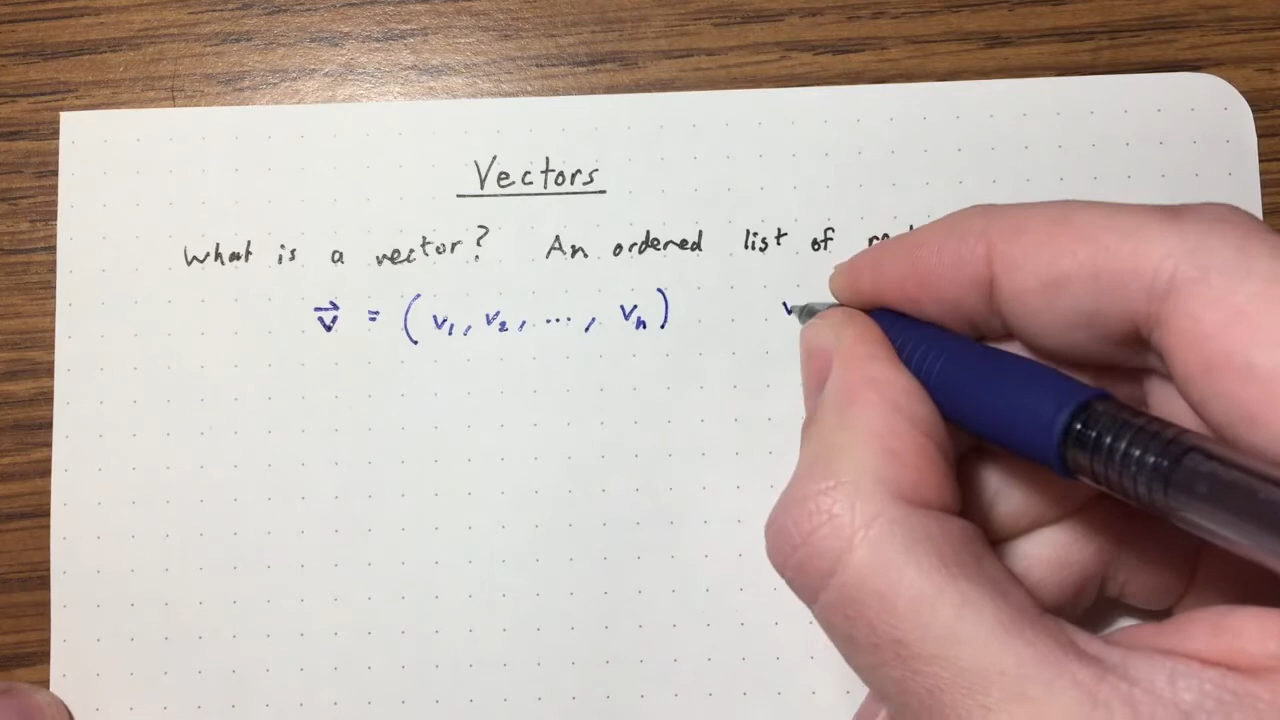 Vectors
What is a vector? An ordered list of
v⃗ = (v₁, v₂, ..., vₙ) v